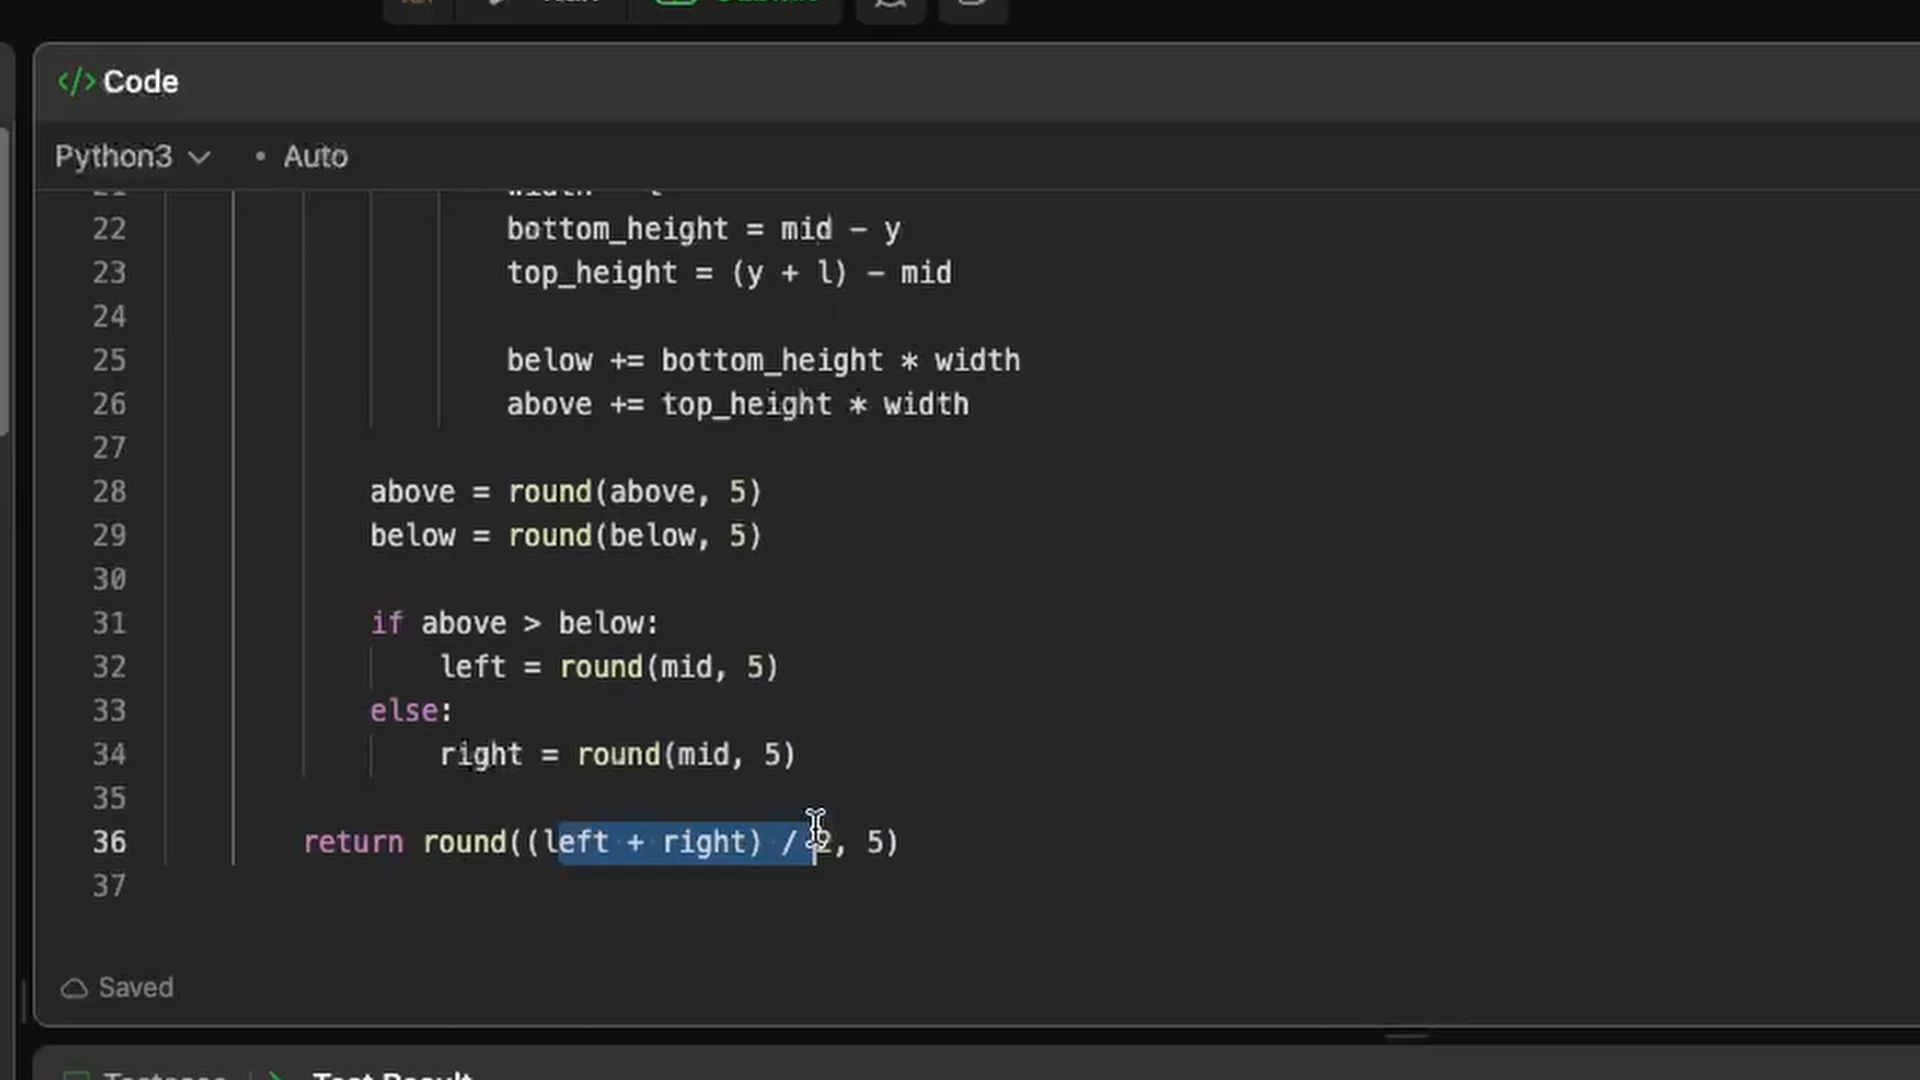 Code
Python3 • Auto
22 bottom_height = mid - y
23 top_height = (y + l) - mid
24
25 below += bottom_height * width
26 above += top_height * width
27
28 above = round(above, 5)
29 below = round(below, 5)
30
31 if above > below:
32 left = round(mid, 5)
33 else:
34 right = round(mid, 5)
35
36 return round((left + right) / 2, 5)
37
Saved
Test Result